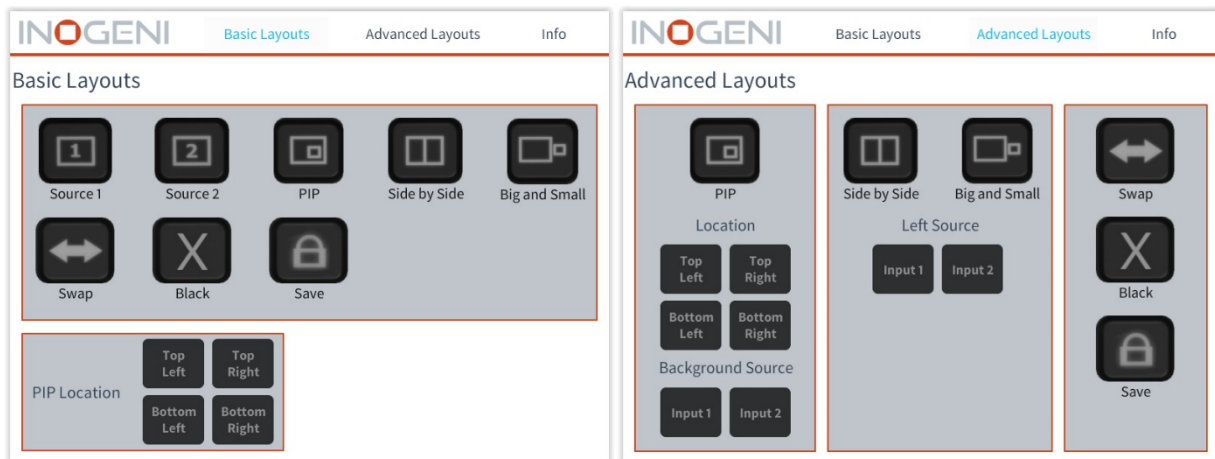 INOGENI
Basic Layouts
Advanced Layouts
Info
Basic Layouts
1
2
Source 1
Source 2
PIP
Side by Side
Big and Small
X
Swap
Black
Save
PIP Location
Top
Left
Top
Right
Bottom
Left
Bottom
Right
INOGENI
Basic Layouts
Advanced Layouts
Info
Advanced Layouts
PIP
Location
Top
Left
Top
Right
Bottom
Left
Bottom
Right
Background Source
Input 1
Input 2
Side by Side
Big and Small
Left Source
Input 1
Input 2
Swap
X
Black
Save